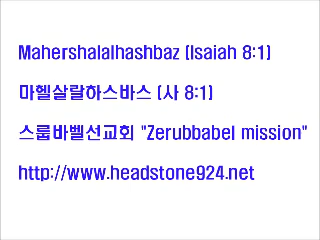 Mahershalalhashbaz (Isaiah 8:1)
마헬살랄하스바스 (사 8:1)
스룹바벨선교회 "Zerubbabel mission"
http://www.headstone924.net